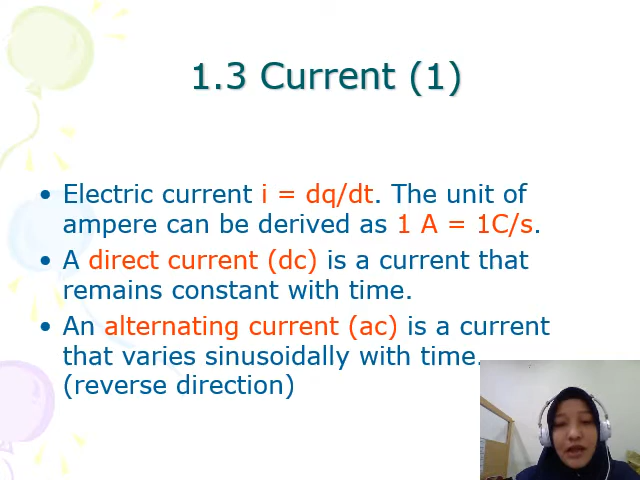 1.3 Current (1)
• Electric current i = dq/dt. The unit of
ampere can be derived as 1 A = 1C/s.
• A direct current (dc) is a current that
remains constant with time.
• An alternating current (ac) is a current
that varies sinusoidally with time.
(reverse direction)